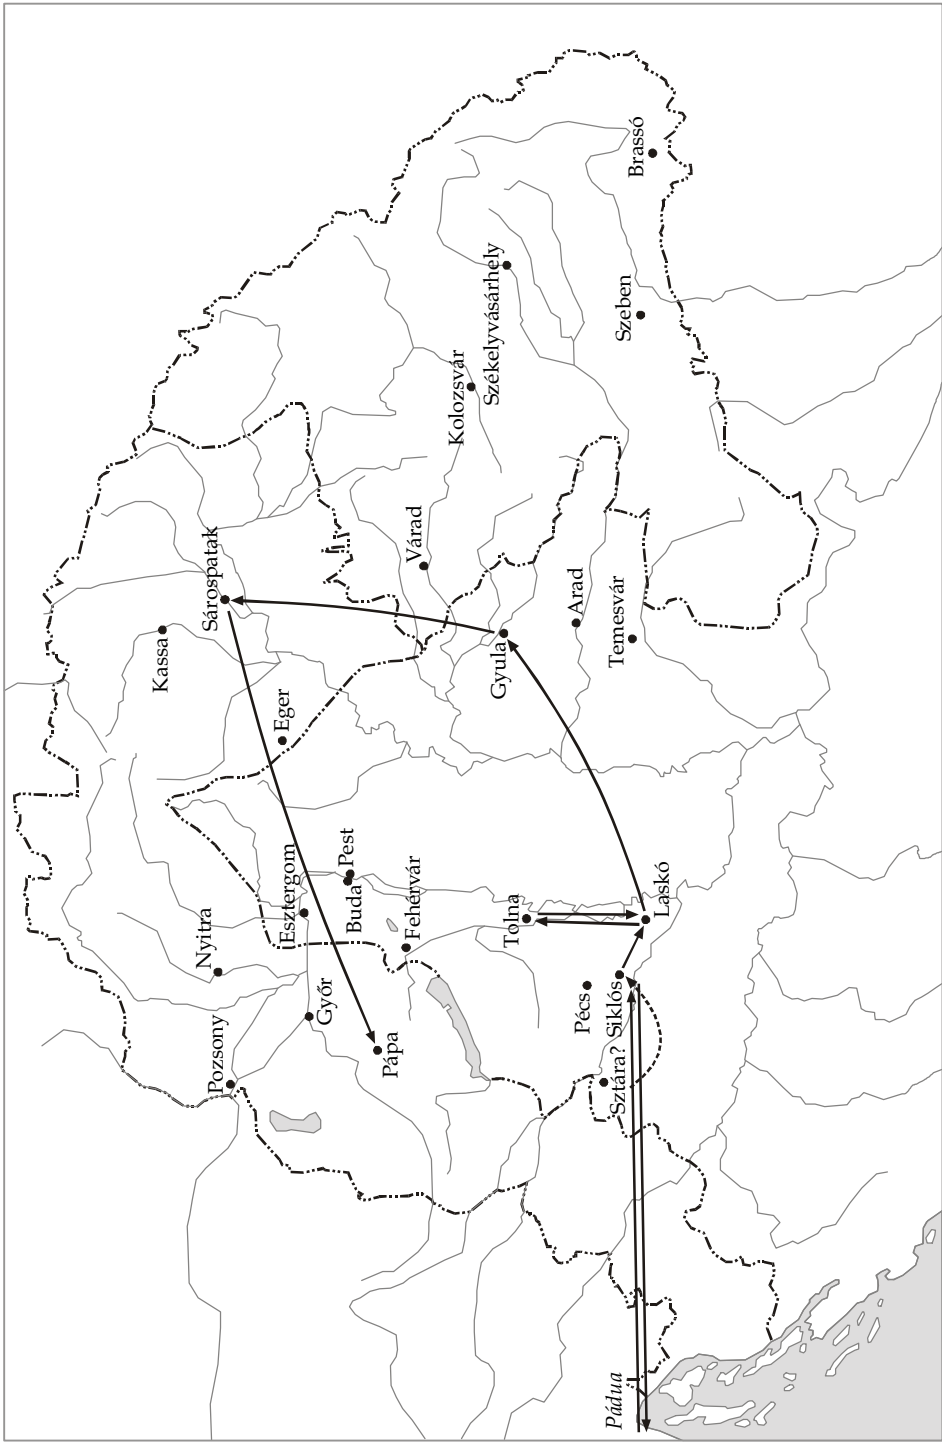 Brassó
Székelyvásárhely
Szeben
Kolozsvár
Várad
Sárospatak
Arad
Temesvár
Kassa
Gyula
Eger
Pest
Buda
Esztergom
Fehérvár
Laskó
Tolna
Nyitra
Győr
Pécs
Siklós
Pozsony
Pápa
Sztára?
Pádua